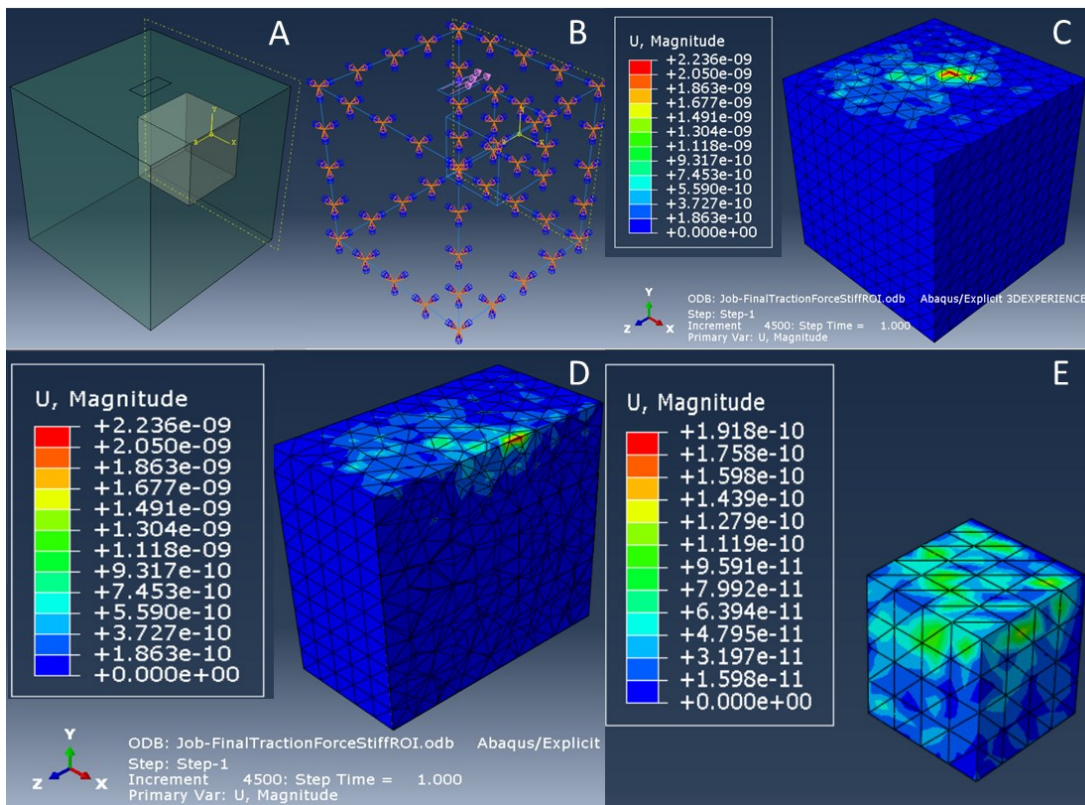 A
B
C
U, Magnitude
+2.236e-09
+2.050e-09
+1.863e-09
+1.677e-09
+1.491e-09
+1.304e-09
+1.118e-09
+9.317e-10
+7.453e-10
+5.590e-10
+3.727e-10
+1.863e-10
+0.000e+00
Y
Z
X
ODB: Job-FinalTractionForceStiffROI.odb Abaqus/Explicit 3DEXPERIENCE
Step: Step-1
Increment 4500: Step Time = 1.000
Primary Var: U, Magnitude
D
U, Magnitude
+2.236e-09
+2.050e-09
+1.863e-09
+1.677e-09
+1.491e-09
+1.304e-09
+1.118e-09
+9.317e-10
+7.453e-10
+5.590e-10
+3.727e-10
+1.863e-10
+0.000e+00
Y
Z
X
ODB: Job-FinalTractionForceStiffROI.odb Abaqus/Explicit
Step: Step-1
Increment 4500: Step Time = 1.000
Primary Var: U, Magnitude
E
U, Magnitude
+1.918e-10
+1.758e-10
+1.598e-10
+1.439e-10
+1.279e-10
+1.119e-10
+9.591e-11
+7.992e-11
+6.394e-11
+4.795e-11
+3.197e-11
+1.598e-11
+0.000e+00